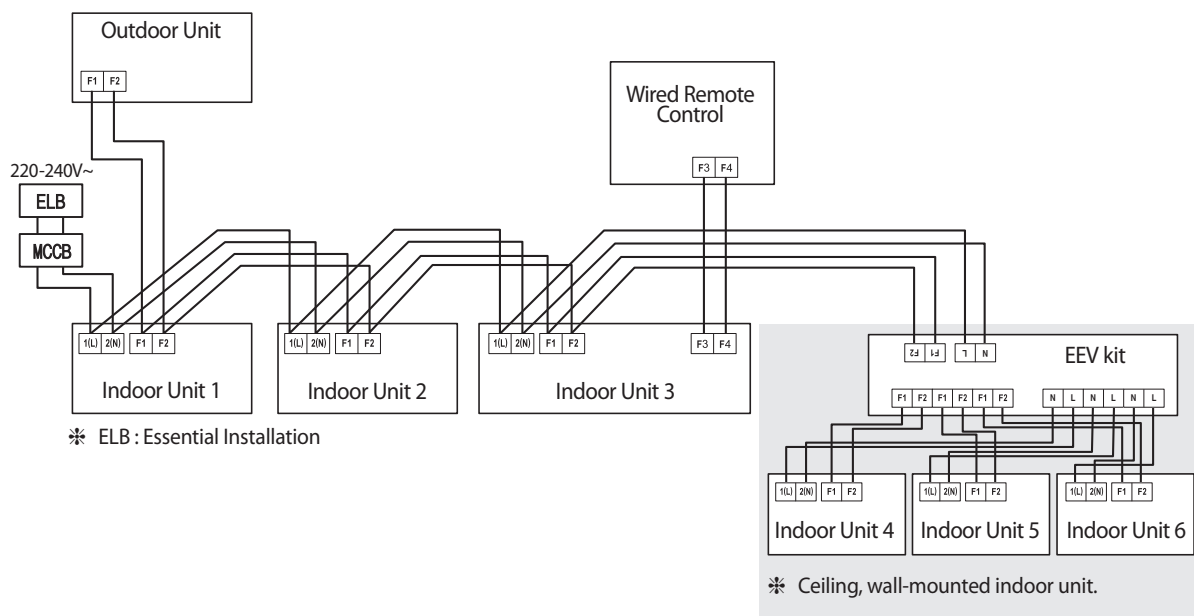 Outdoor Unit
F1 F2
Wired Remote
Control
F3 F4
220-240V~
ELB
MCCB
1(L) 2(N) F1 F2
Indoor Unit 1
1(L) 2(N) F1 F2
Indoor Unit 2
1(L) 2(N) F1 F2
F3 F4
Indoor Unit 3
F2 F1 L N
EEV kit
F1 F2 F1 F2 F1 F2
N L N L N L
1(L) 2(N) F1 F2
Indoor Unit 4
1(L) 2(N) F1 F2
Indoor Unit 5
1(L) 2(N) F1 F2
Indoor Unit 6
❈ ELB : Essential Installation
❈ Ceiling, wall-mounted indoor unit.